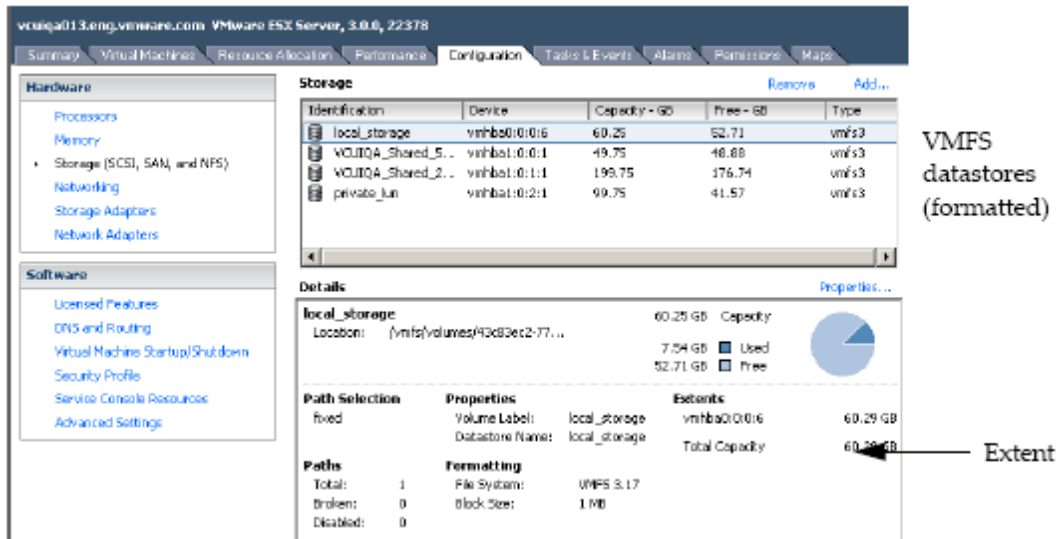 vcuiqa013.eng.vmware.com VMware ESX Server, 3.0.0, 22378
Summary Virtual Machines Resource Allocation Performance Configuration Tasks & Events Alarms Permissions Maps
Hardware
Processors
Memory
Storage (SCSI, SAN, and NFS)
Networking
Storage Adapters
Network Adapters
Software
Licensed Features
DNS and Routing
Virtual Machine Startup/Shutdown
Security Profile
Service Console Resources
Advanced Settings
Storage Remove Add...
Identification Device Capacity - GB Free - GB Type
local_storage vmhba0:0:0:6 60.25 52.71 vmfs3
VCUIQA_Shared_5... vmhba1:0:0:1 49.75 48.88 vmfs3
VCUIQA_Shared_2... vmhba1:0:1:1 199.75 176.74 vmfs3
private_lun vmhba1:0:2:1 99.75 41.57 vmfs3
VMFS
datastores
(formatted)
Details Properties...
local_storage 60.25 GB Capacity
Location: /vmfs/volumes/43c83ec2-77...
7.54 GB Used
52.71 GB Free
Path Selection
fixed
Properties
Volume Label: local_storage
Datastore Name: local_storage
Extents
vmhba0:0:0:6 60.29 GB
Total Capacity GB
Paths
Total: 1
Broken: 0
Disabled: 0
Formatting
File System: VMFS 3.17
Block Size: 1 MB
Extent